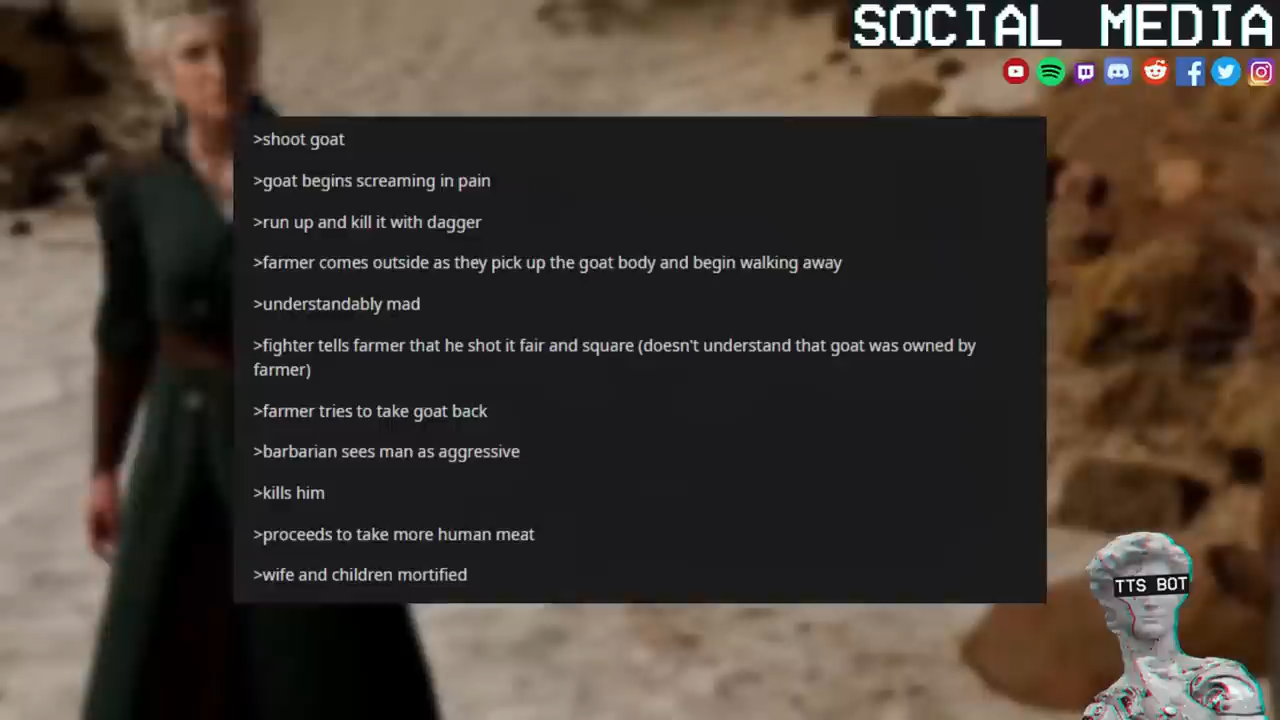 SOCIAL MEDIA
>shoot goat
>goat begins screaming in pain
>run up and kill it with dagger
>farmer comes outside as they pick up the goat body and begin walking away
>understandably mad
>fighter tells farmer that he shot it fair and square (doesn't understand that goat was owned by
farmer)
>farmer tries to take goat back
>barbarian sees man as aggressive
>kills him
>proceeds to take more human meat
>wife and children mortified
TTS BOT